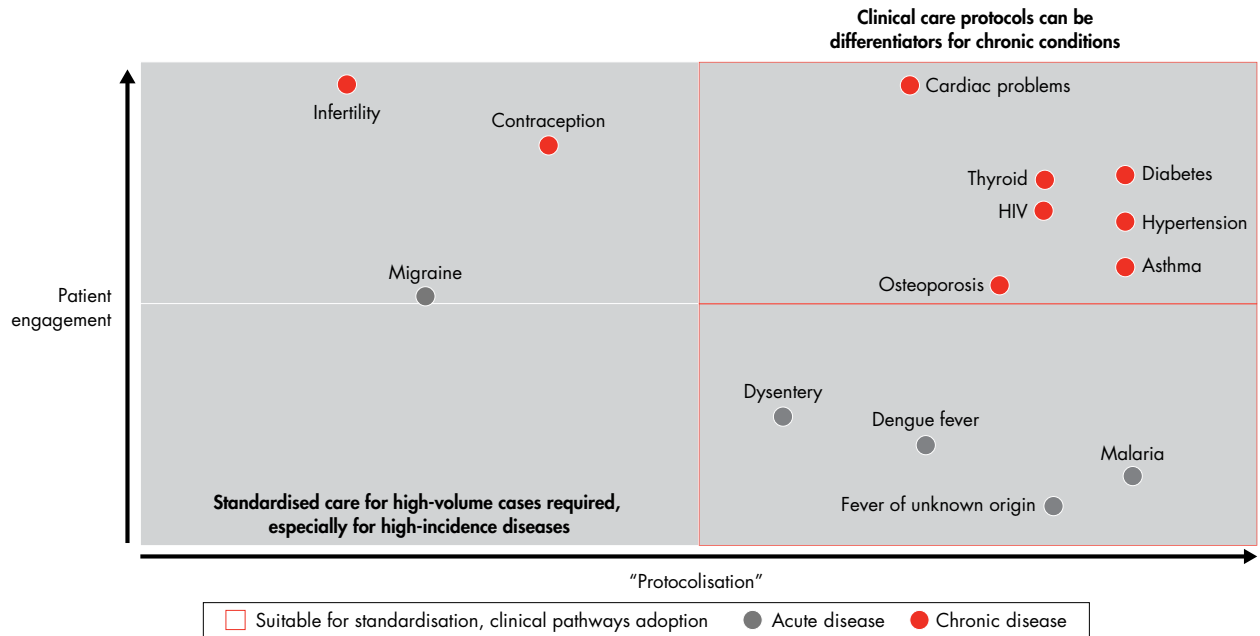 Clinical care protocols can be
differentiators for chronic conditions
Infertility
Contraception
Cardiac problems
Thyroid
Diabetes
HIV
Hypertension
Migraine
Asthma
Osteoporosis
Patient
engagement
Dysentery
Dengue fever
Malaria
Standardised care for high-volume cases required,
especially for high-incidence diseases
Fever of unknown origin
“Protocolisation”
Suitable for standardisation, clinical pathways adoption
Acute disease
Chronic disease